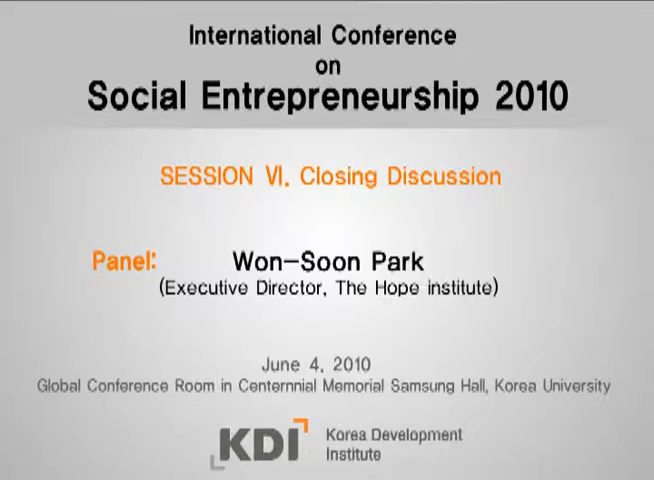 International Conference
on
Social Entrepreneurship 2010
SESSION Ⅵ. Closing Discussion
Panel: Won-Soon Park
(Executive Director, The Hope institute)
June 4, 2010
Global Conference Room in Centernnial Memorial Samsung Hall, Korea University
KDI Korea Development
Institute